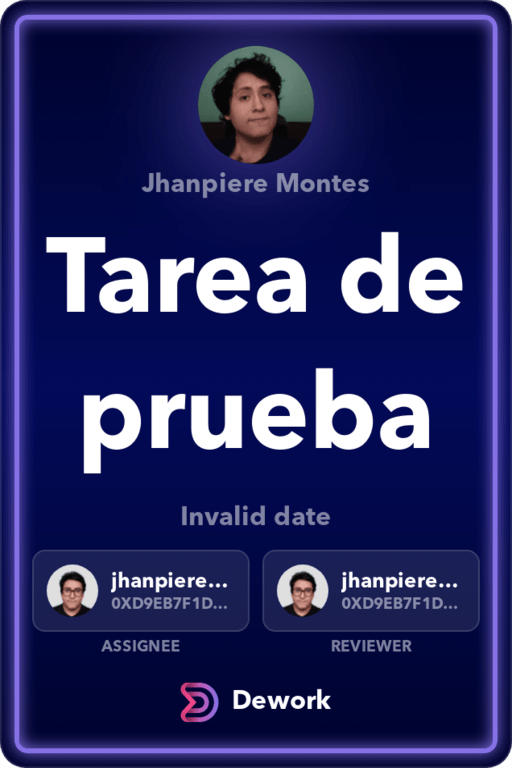 Jhanpiere Montes
Tarea de
prueba
Invalid date
jhanpiere...
0XD9EB7F1D...
ASSIGNEE
jhanpiere...
0XD9EB7F1D...
REVIEWER
Dework